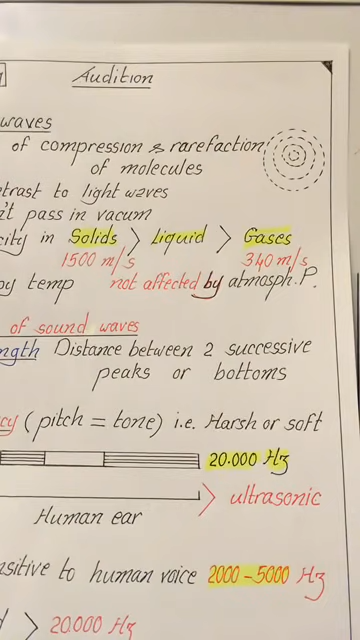 Audition
waves
of compression & rarefaction
of molecules
ntrast to light waves
n't pass in vacum
city in Solids > Liquid > Gases
1500 m/s 340 m/s
by temp not affected by atmosph. P.
of sound waves
ngth Distance between 2 successive
peaks or bottoms
cy (pitch = tone) i.e. Harsh or soft
20.000 Hz
> ultrasonic
Human ear
nsitive to human voice 2000 - 5000 Hz
> 20.000 Hz